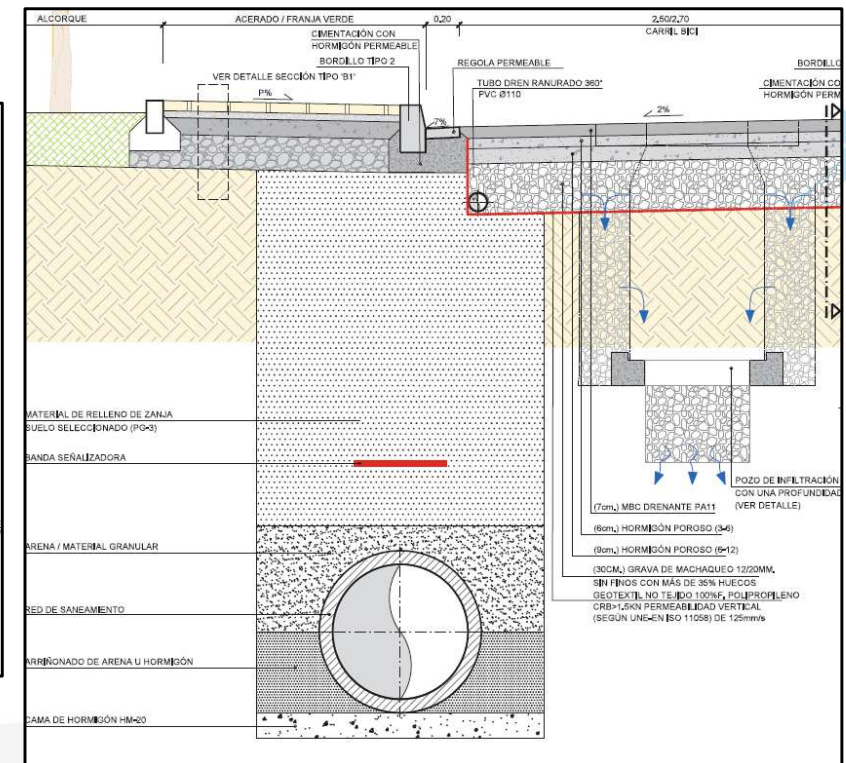 ALCORQUE
ACERADO / FRANJA VERDE
0,20
2,50/2,70
CARRIL BICI
CIMENTACIÓN CON
HORMIGÓN PERMEABLE
BORDILLO TIPO 2
VER DETALLE SECCIÓN TIPO 'B1'
P%
REGOLA PERMEABLE
TUBO DREN RANURADO 360°
PVC Ø110
BORDILLO
CIMENTACIÓN CO
HORMIGÓN PERM
7%
2%
MATERIAL DE RELLENO DE ZANJA
SUELO SELECCIONADO (PG-3)
BANDA SEÑALIZADORA
ARENA / MATERIAL GRANULAR
RED DE SANEAMIENTO
ARRIÑONADO DE ARENA U HORMIGÓN
CAMA DE HORMIGÓN HM-20
POZO DE INFILTRACIÓN
CON UNA PROFUNDIDAD
(VER DETALLE)
(7cm.) MBC DRENANTE PA11
(6cm.) HORMIGÓN POROSO (3-6)
(9cm.) HORMIGÓN POROSO (6-12)
(30CM.) GRAVA DE MACHAQUEO 12/20MM.
SIN FINOS CON MÁS DE 35% HUECOS
GEOTEXTIL NO TEJIDO 100%F. POLIPROPILENO
CRB>1.5KN PERMEABILIDAD VERTICAL
(SEGÚN UNE-EN ISO 11058) DE 125mm/s